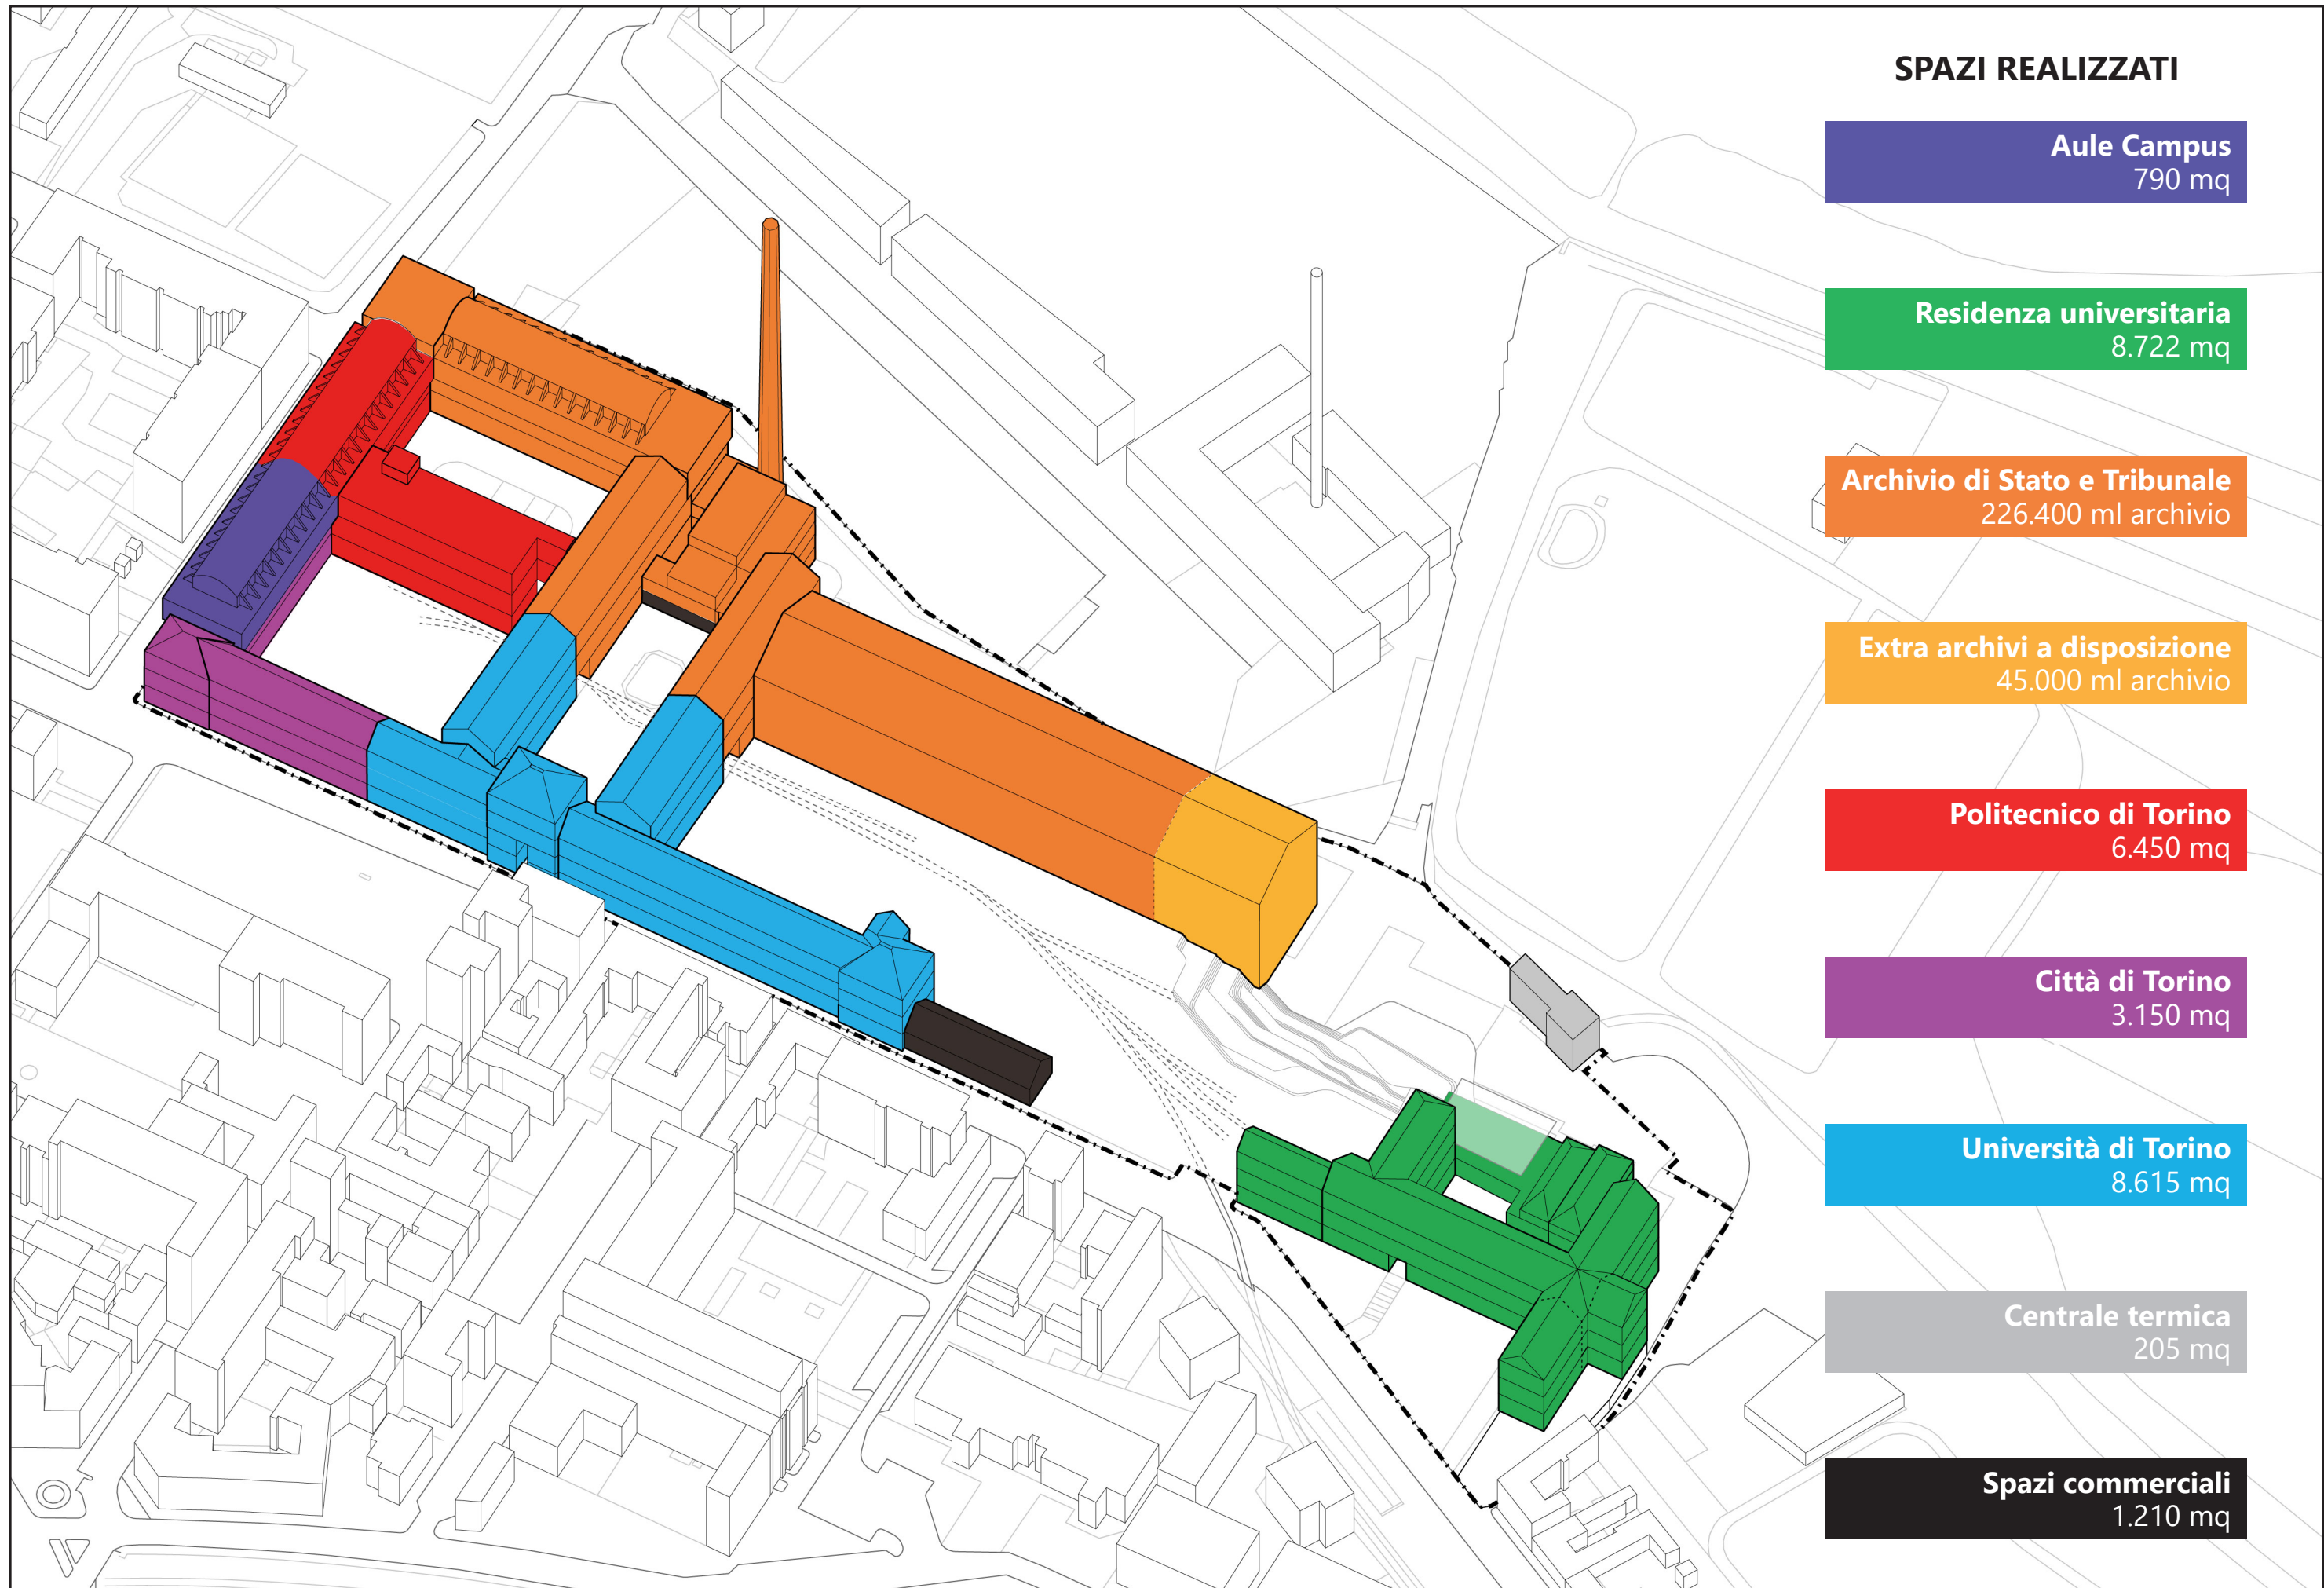 SPAZI REALIZZATI
Aule Campus
790 mq
Residenza universitaria
8.722 mq
Archivio di Stato e Tribunale
226.400 ml archivio
Extra archivi a disposizione
45.000 ml archivio
Politecnico di Torino
6.450 mq
Città di Torino
3.150 mq
Università di Torino
8.615 mq
Centrale termica
205 mq
Spazi commerciali
1.210 mq